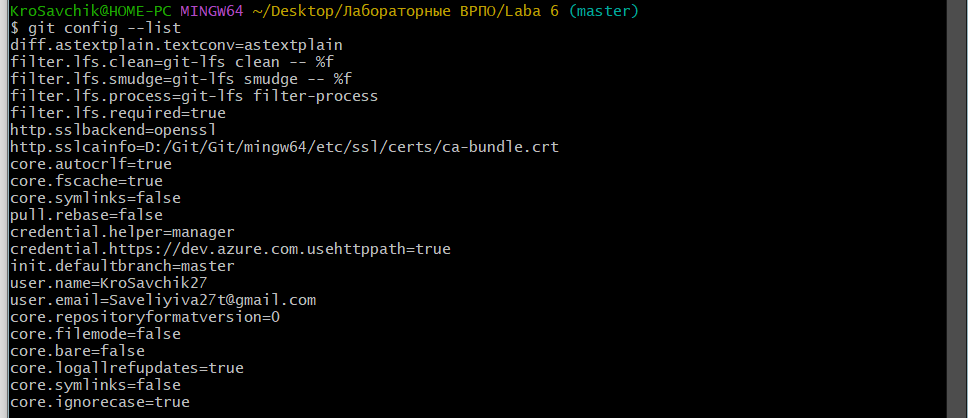 KroSavchik@HOME-PC MINGW64 ~/Desktop/Лабораторные ВРПО/Laba 6 (master)
$ git config --list
diff.astextplain.textconv=astextplain
filter.lfs.clean=git-lfs clean -- %f
filter.lfs.smudge=git-lfs smudge -- %f
filter.lfs.process=git-lfs filter-process
filter.lfs.required=true
http.sslbackend=openssl
http.sslcainfo=D:/Git/Git/mingw64/etc/ssl/certs/ca-bundle.crt
core.autocrlf=true
core.fscache=true
core.symlinks=false
pull.rebase=false
credential.helper=manager
credential.https://dev.azure.com.usehttppath=true
init.defaultbranch=master
user.name=KroSavchik27
user.email=Saveliyiva27t@gmail.com
core.repositoryformatversion=0
core.filemode=false
core.bare=false
core.logallrefupdates=true
core.symlinks=false
core.ignorecase=true